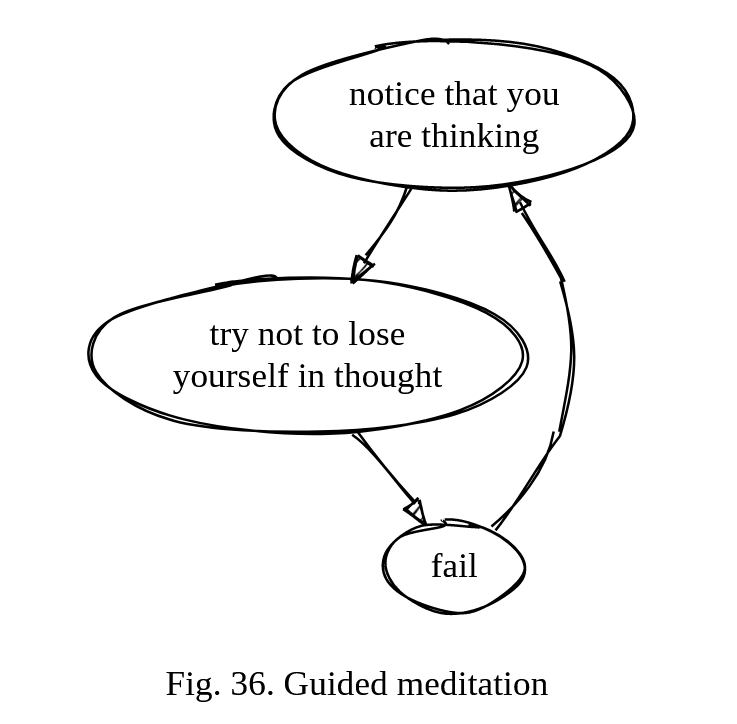 notice that you
are thinking
try not to lose
yourself in thought
fail
Fig. 36. Guided meditation